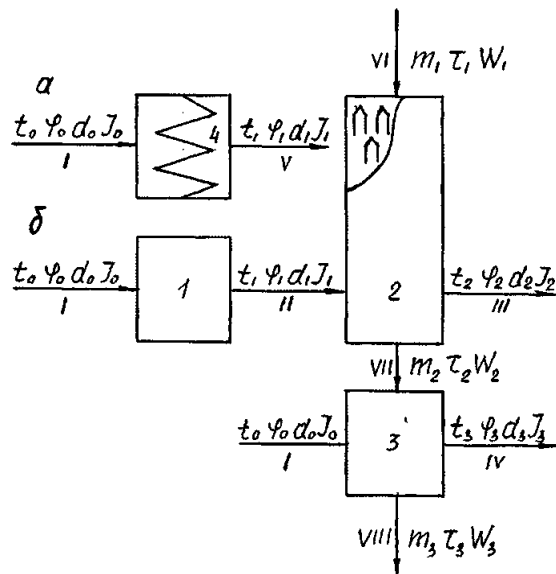 VI m₁ τ₁ W₁
а
t₀ φ₀ d₀ J₀ 4 t₁ φ₁ d₁ J₁
I V
б
t₀ φ₀ d₀ J₀ 1 t₁ φ₁ d₁ J₁ 2 t₂ φ₂ d₂ J₂
I II III
VII m₂ τ₂ W₂
t₀ φ₀ d₀ J₀ 3 t₃ φ₃ d₃ J₃
I IV
VIII m₃ τ₃ W₃